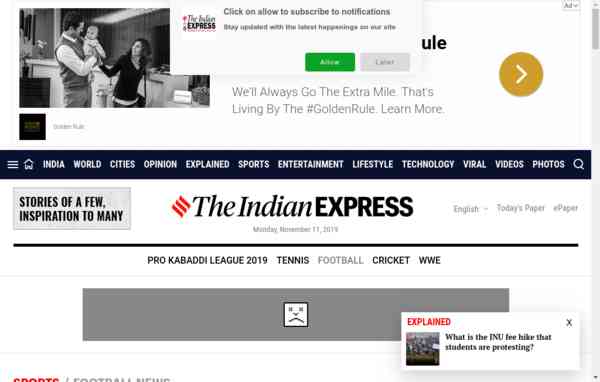 Click on allow to subscribe to notifications
The Indian EXPRESS
Stay updated with the latest happenings on our site
Allow
Later
Ad
ule
We'll Always Go The Extra Mile. That's
Living By The #GoldenRule. Learn More.
Golden Rule
INDIA WORLD CITIES OPINION EXPLAINED SPORTS ENTERTAINMENT LIFESTYLE TECHNOLOGY VIRAL VIDEOS PHOTOS
STORIES OF A FEW,
INSPIRATION TO MANY
The Indian EXPRESS
English
Today's Paper
ePaper
Monday, November 11, 2019
PRO KABADDI LEAGUE 2019 TENNIS FOOTBALL CRICKET WWE
EXPLAINED
X
What is the JNU fee hike that
students are protesting?
SPORTS / FOOTBALL NEWS